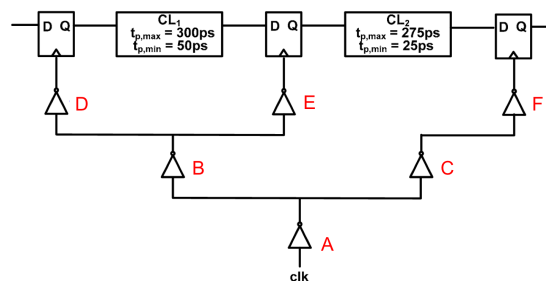 D Q
CL₁
tₚ,ₘₐₓ = 300ps
tₚ,ₘᵢₙ = 50ps
D Q
CL₂
tₚ,ₘₐₓ = 275ps
tₚ,ₘᵢₙ = 25ps
D Q
D
E
F
B
C
A
clk